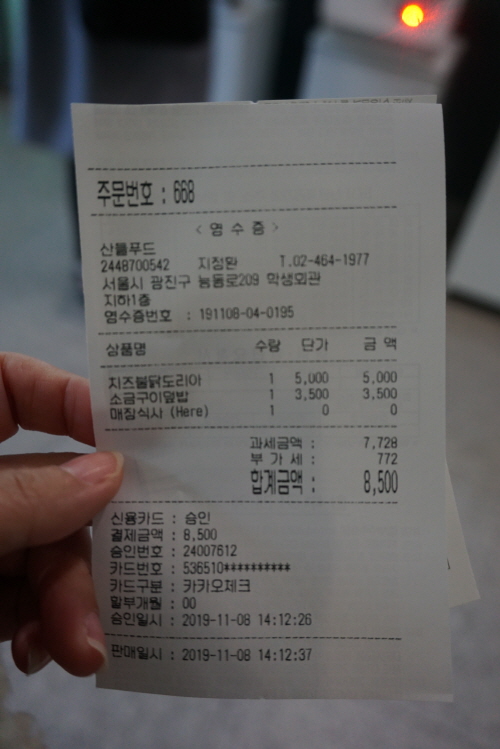 주문번호 : 668
< 영 수 증 >
산들푸드
2448700542 지정환 T.02-464-1977
서울시 광진구 능동로209 학생회관
지하1층
영수증번호 : 191108-04-0195
상품명 수량 단가 금 액
치즈불닭도리아 1 5,000 5,000
소금구이덮밥 1 3,500 3,500
매장식사 (Here) 1 0 0
과세금액 : 7,728
부 가 세 : 772
합계금액 : 8,500
신용카드 : 승인
결제금액 : 8,500
승인번호 : 24007612
카드번호 : 536510**********
카드구분 : 카카오체크
할부개월 : 00
승인일시 : 2019-11-08 14:12:26
판매일시 : 2019-11-08 14:12:37